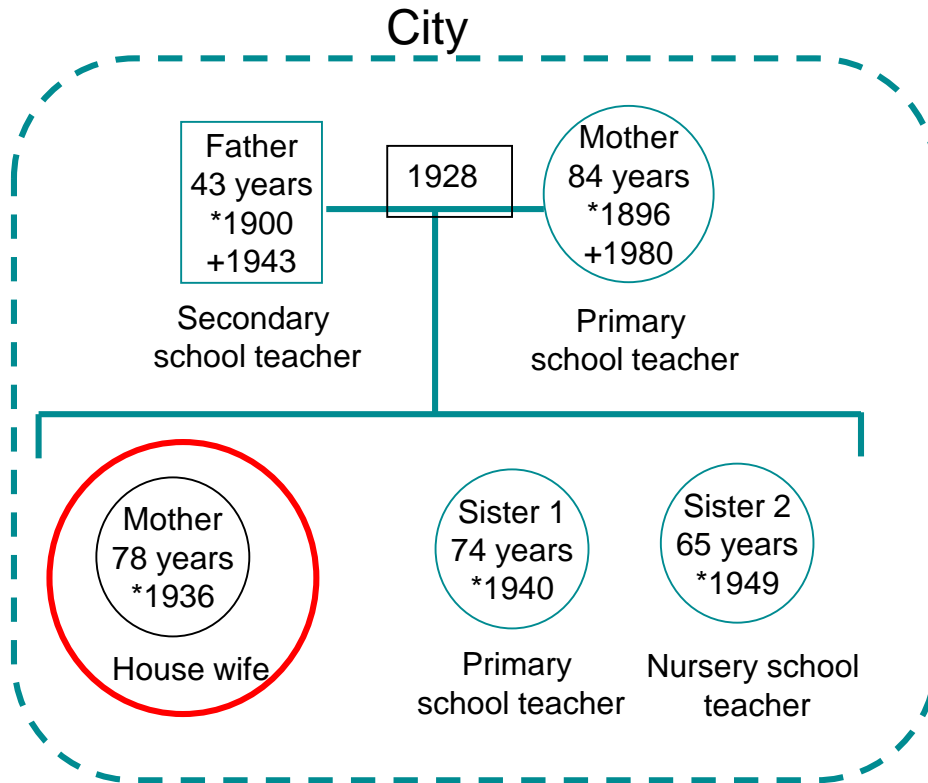 City
Father
43 years
*1900
+1943
1928
Mother
84 years
*1896
+1980
Secondary
school teacher
Primary
school teacher
Mother
78 years
*1936
House wife
Sister 1
74 years
*1940
Primary
school teacher
Sister 2
65 years
*1949
Nursery school
teacher